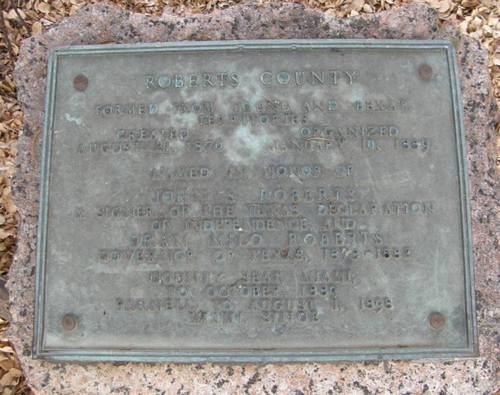 ROBERTS COUNTY
FORMED FROM YOUNG AND BEXAR
TERRITORIES
CREATED ORGANIZED
AUGUST 21, 1876 JANUARY 10, 1889
NAMED IN HONOR OF
JOHN S. ROBERTS
A SIGNER OF THE TEXAS DECLARATION
OF INDEPENDENCE, AND
ORAN MILO ROBERTS
GOVERNOR OF TEXAS, 1879-1883
COUNTY SEAT MIAMI,
TO OCTOBER, 1890
PARNELL TO AUGUST 1, 1898
MIAMI SINCE